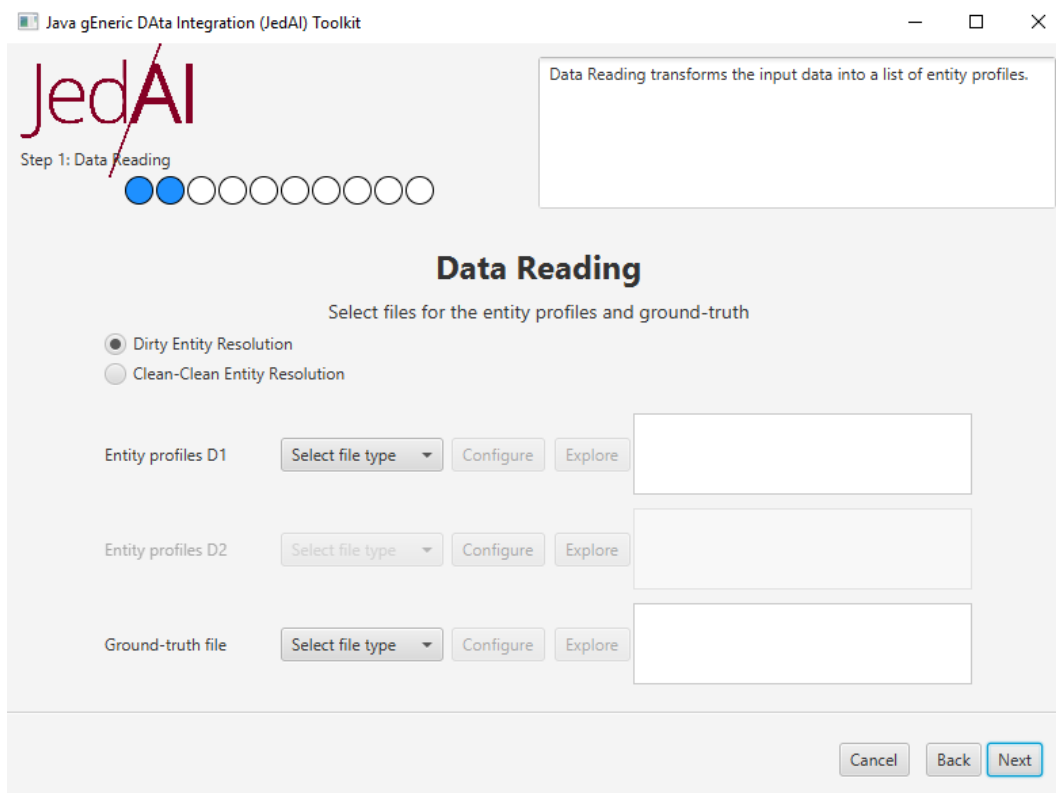 Java gEneric DAta Integration (JedAI) Toolkit
JedAI
Data Reading transforms the input data into a list of entity profiles.
Step 1: Data Reading
Data Reading
Select files for the entity profiles and ground-truth
Dirty Entity Resolution
Clean-Clean Entity Resolution
Entity profiles D1 Select file type Configure Explore
Entity profiles D2 Select file type Configure Explore
Ground-truth file Select file type Configure Explore
Cancel Back Next